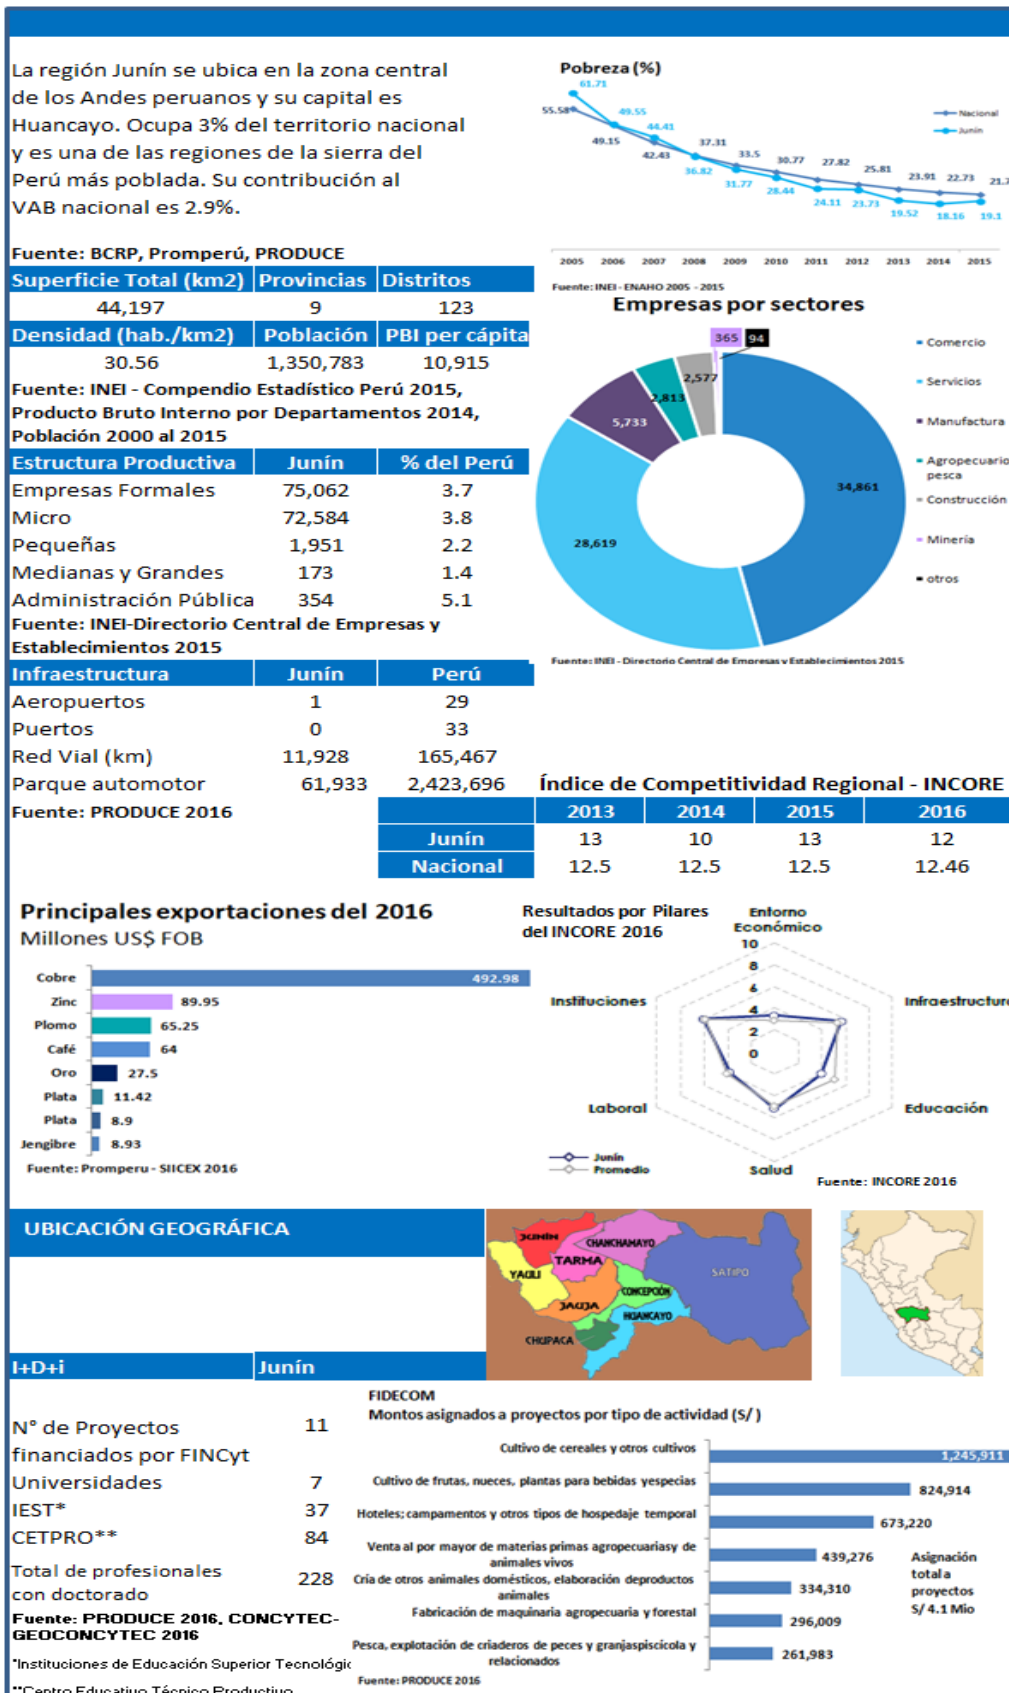 La región Junín se ubica en la zona central
de los Andes peruanos y su capital es
Huancayo. Ocupa 3% del territorio nacional
y es una de las regiones de la sierra del
Perú más poblada. Su contribución al
VAB nacional es 2.9%.
Fuente: BCRP, Promperú, PRODUCE
Superficie Total (km2) Provincias Distritos
44,197 9 123
Densidad (hab./km2) Población PBI per cápita
30.56 1,350,783 10,915
Fuente: INEI - Compendio Estadístico Perú 2015,
Producto Bruto Interno por Departamentos 2014,
Población 2000 al 2015
Estructura Productiva Junín % del Perú
Empresas Formales 75,062 3.7
Micro 72,584 3.8
Pequeñas 1,951 2.2
Medianas y Grandes 173 1.4
Administración Pública 354 5.1
Fuente: INEI-Directorio Central de Empresas y
Establecimientos 2015
Infraestructura Junín Perú
Aeropuertos 1 29
Puertos 0 33
Red Vial (km) 11,928 165,467
Parque automotor 61,933 2,423,696
Fuente: PRODUCE 2016
Pobreza (%)
61.71 49.55 44.41 36.82 31.77 28.44 24.11 23.73 19.52 18.16 19.1
55.58 49.15 42.43 37.31 33.5 30.77 27.82 25.81 23.91 22.73 21.7
Nacional
Junín
2005 2006 2007 2008 2009 2010 2011 2012 2013 2014 2015
Fuente: INEI - ENAHO 2005 - 2015
Empresas por sectores
365 94
2,577
2,813
5,733
34,861
28,619
Comercio
Servicios
Manufactura
Agropecuario
pesca
Construcción
Minería
otros
Fuente: INEI - Directorio Central de Empresas y Establecimientos 2015
Índice de Competitividad Regional - INCORE
2013 2014 2015 2016
Junín 13 10 13 12
Nacional 12.5 12.5 12.5 12.46
Principales exportaciones del 2016
Millones US$ FOB
Cobre 492.98
Zinc 89.95
Plomo 65.25
Café 64
Oro 27.5
Plata 11.42
Plata 8.9
Jengibre 8.93
Fuente: Promperu - SIICEX 2016
Resultados por Pilares
del INCORE 2016
Entorno
Económico
10
8
6
4
2
0
Instituciones
Infraestructura
Laboral
Educación
Salud
Junín
Promedio
Fuente: INCORE 2016
UBICACIÓN GEOGRÁFICA
JUNÍN
CHANCHAMAYO
TARMA
YAULI
SATIPO
CONCEPCIÓN
JAUJA
HUANCAYO
CHUPACA
I+D+i Junín
N° de Proyectos 11
financiados por FINCyt
Universidades 7
IEST* 37
CETPRO** 84
Total de profesionales
con doctorado 228
Fuente: PRODUCE 2016, CONCYTEC-
GEOCONCYTEC 2016
*Instituciones de Educación Superior Tecnológic
**Centro Educativo Técnico Productivo
FIDECOM
Montos asignados a proyectos por tipo de actividad (S/ )
Cultivo de cereales y otros cultivos 1,245,911
Cultivo de frutas, nueces, plantas para bebidas yespecias 824,914
Hoteles; campamentos y otros tipos de hospedaje temporal 673,220
Venta al por mayor de materias primas agropecuariasy de
animales vivos 439,276
Cría de otros animales domésticos, elaboración deproductos
animales 334,310
Fabricación de maquinaria agropecuaria y forestal 296,009
Pesca, explotación de criaderos de peces y granjaspiscícola y
relacionados 261,983
Asignación
total a
proyectos
S/ 4.1 Mio
Fuente: PRODUCE 2016